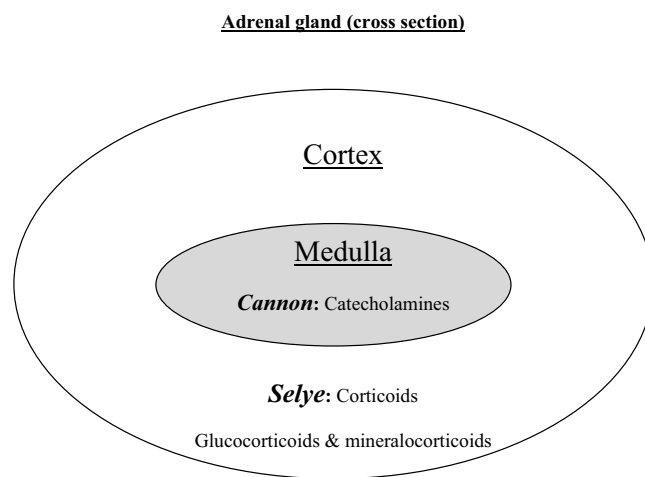 Adrenal gland (cross section)
Cortex
Medulla
Cannon: Catecholamines
Selye: Corticoids
Glucocorticoids & mineralocorticoids